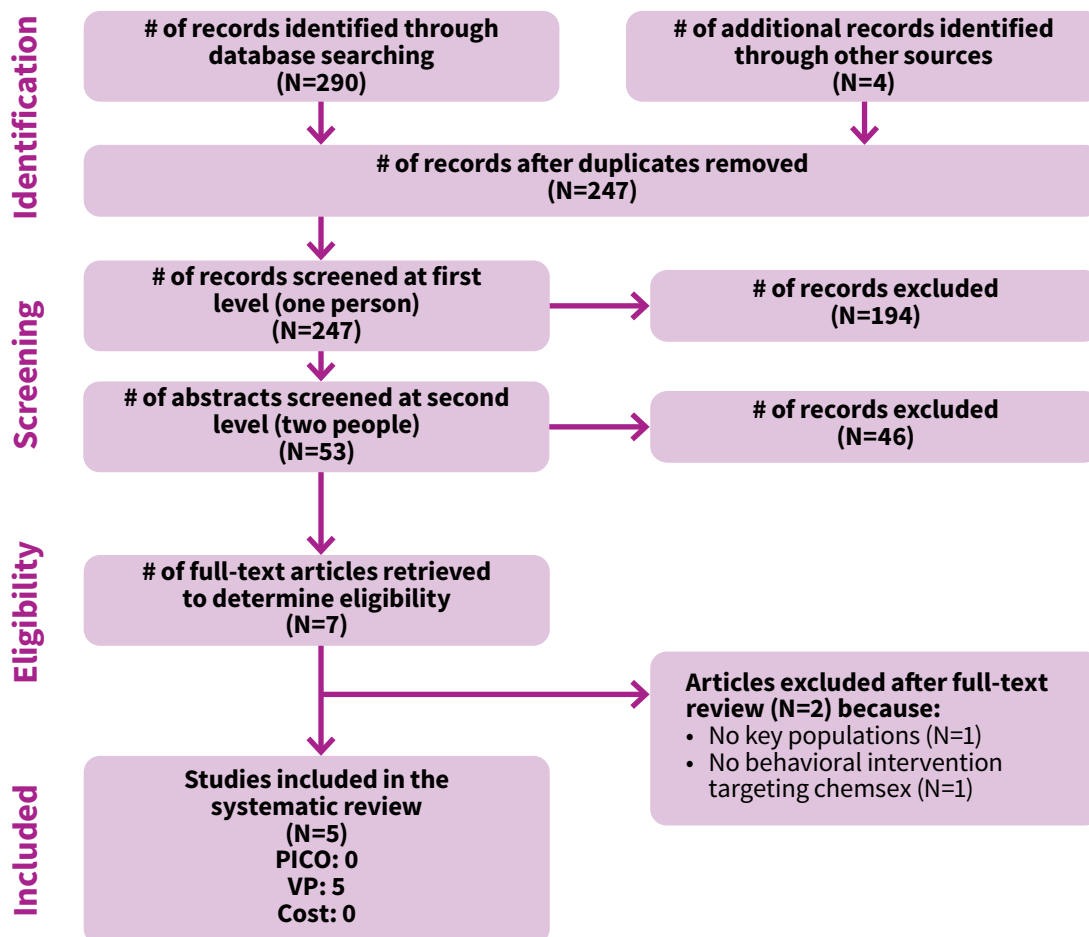 Identification
# of records identified through
database searching
(N=290)
# of additional records identified
through other sources
(N=4)
# of records after duplicates removed
(N=247)
Screening
# of records screened at first
level (one person)
(N=247)
# of records excluded
(N=194)
# of abstracts screened at second
level (two people)
(N=53)
# of records excluded
(N=46)
Eligibility
# of full-text articles retrieved
to determine eligibility
(N=7)
Articles excluded after full-text
review (N=2) because:
• No key populations (N=1)
• No behavioral intervention
targeting chemsex (N=1)
Included
Studies included in the
systematic review
(N=5)
PICO: 0
VP: 5
Cost: 0